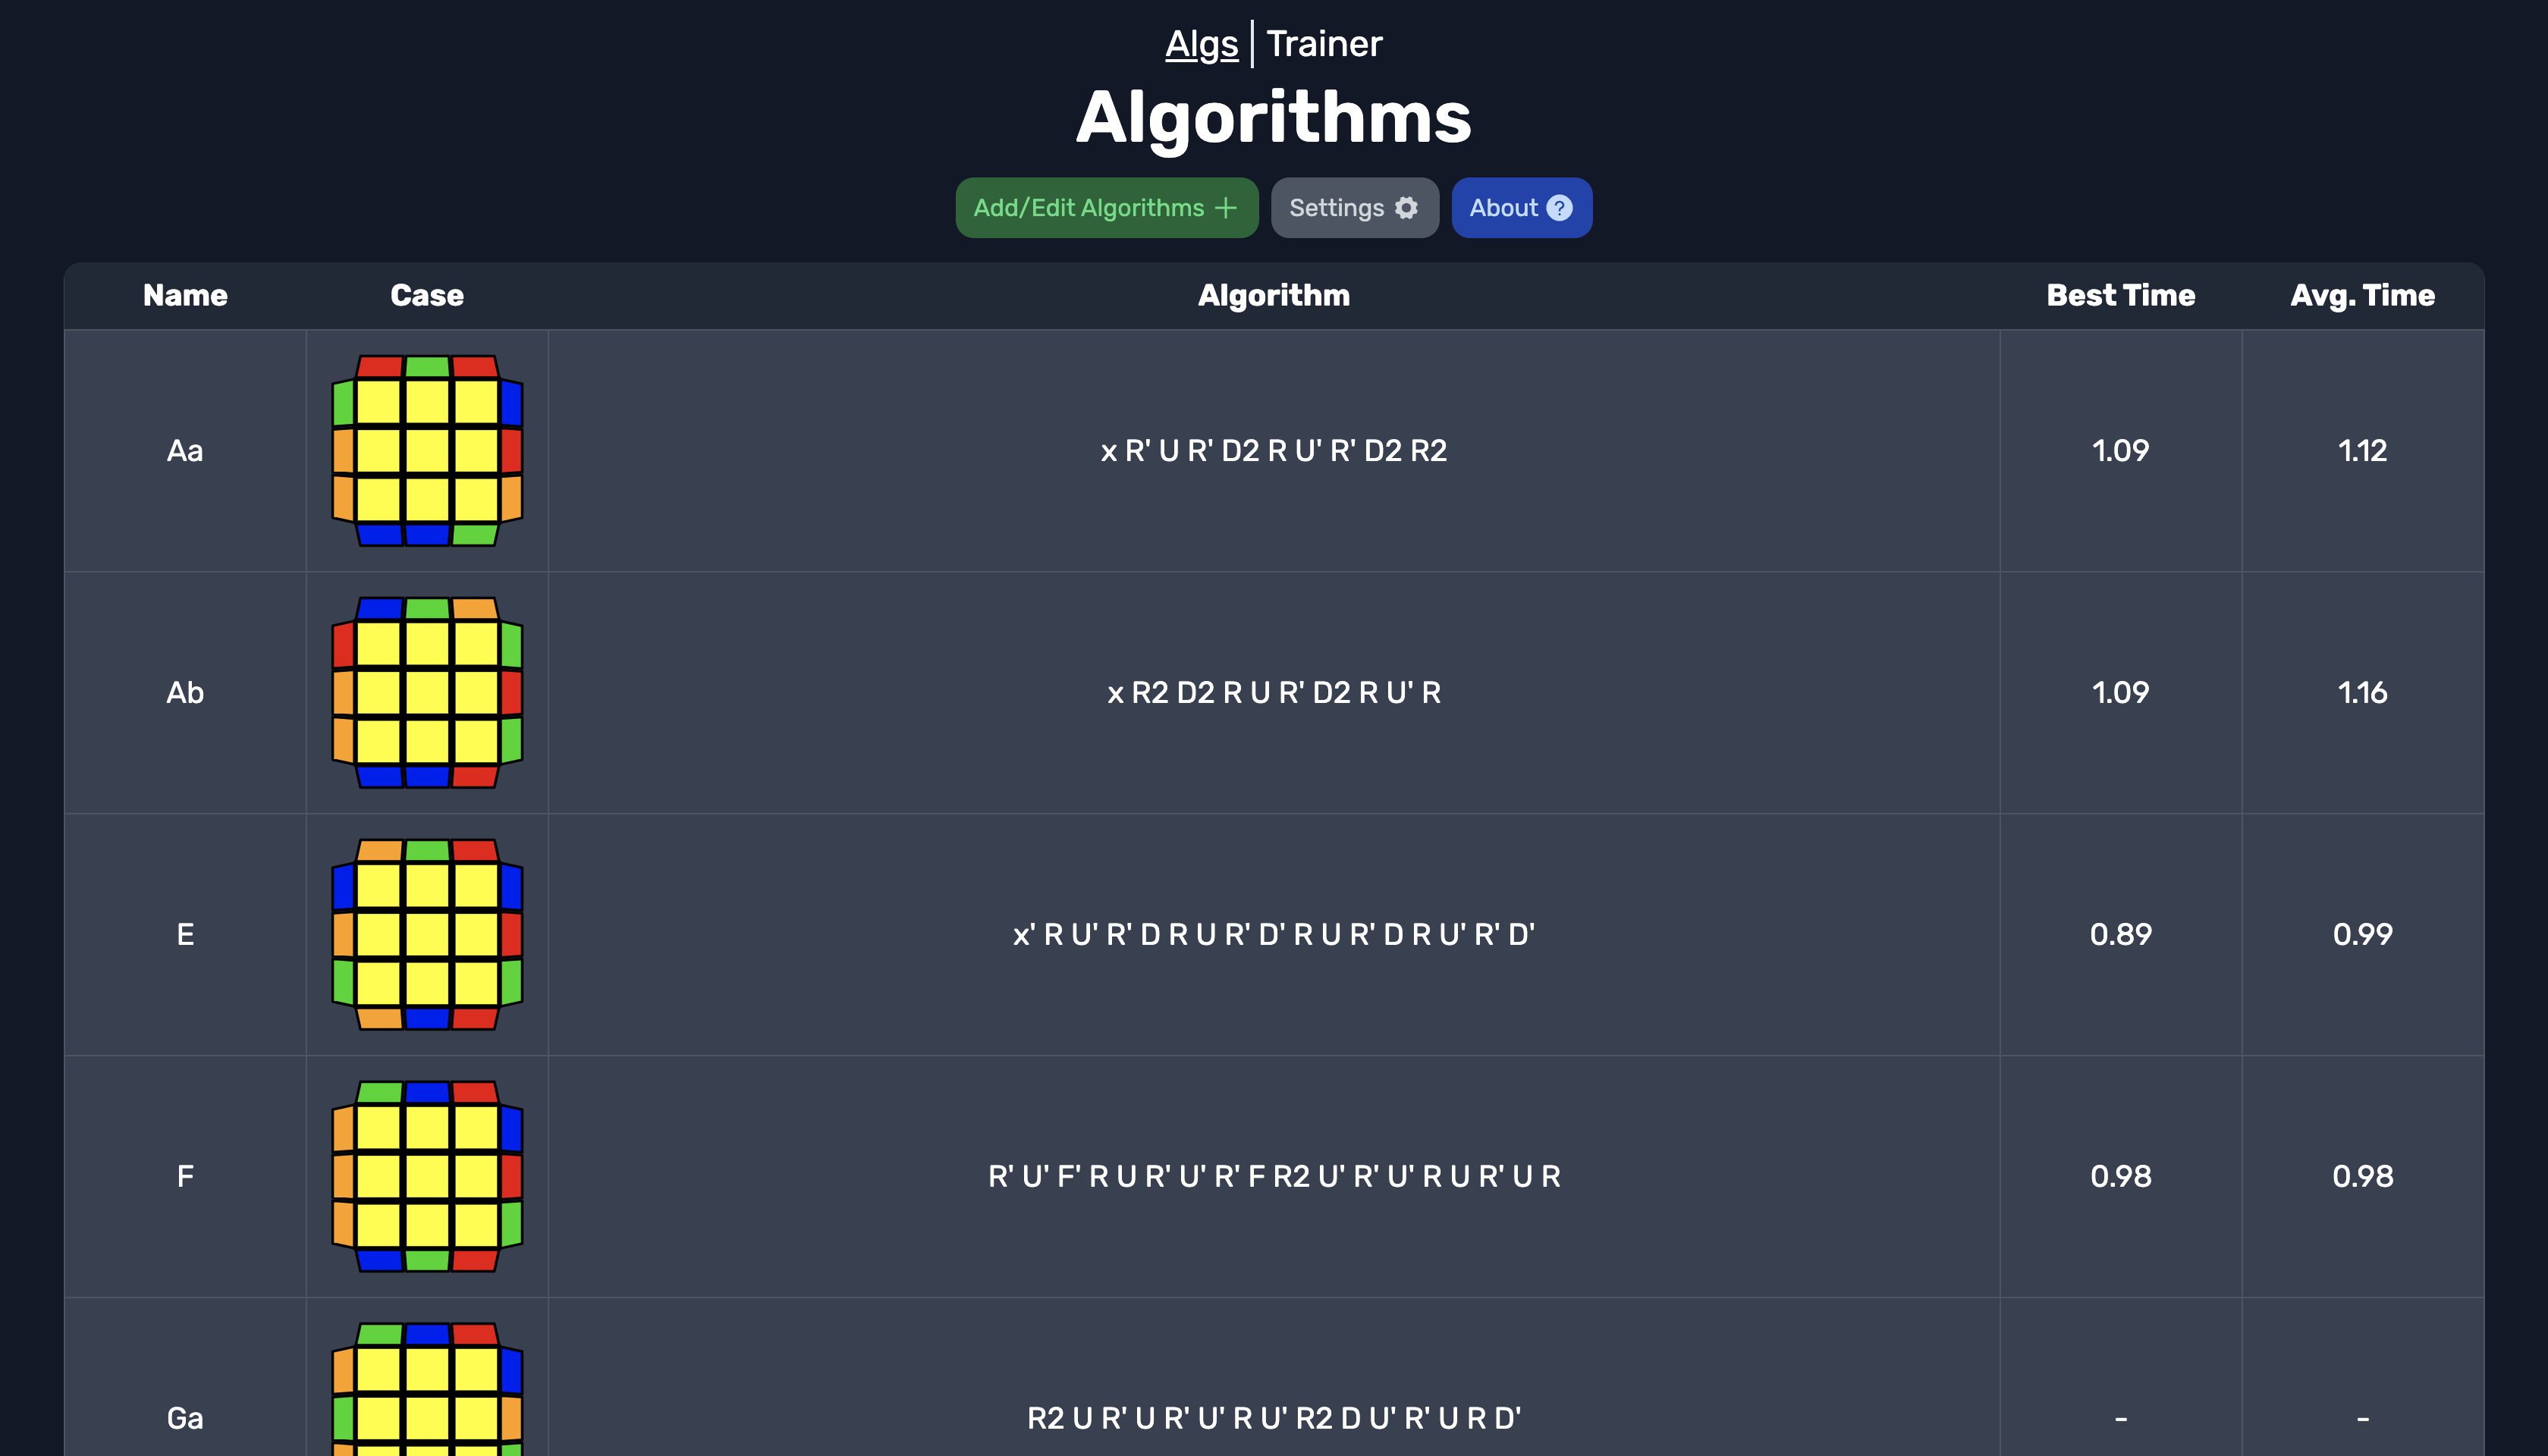 Algs | Trainer
Algorithms
Add/Edit Algorithms + Settings About ?
Name Case Algorithm Best Time Avg. Time
Aa x R' U R' D2 R U' R' D2 R2 1.09 1.12
Ab x R2 D2 R U R' D2 R U' R 1.09 1.16
E x' R U' R' D R U R' D' R U R' D R U' R' D' 0.89 0.99
F R' U' F' R U R' U' R' F R2 U' R' U' R U R' U R 0.98 0.98
Ga R2 U R' U R' U' R U' R2 D U' R' U R D' - -